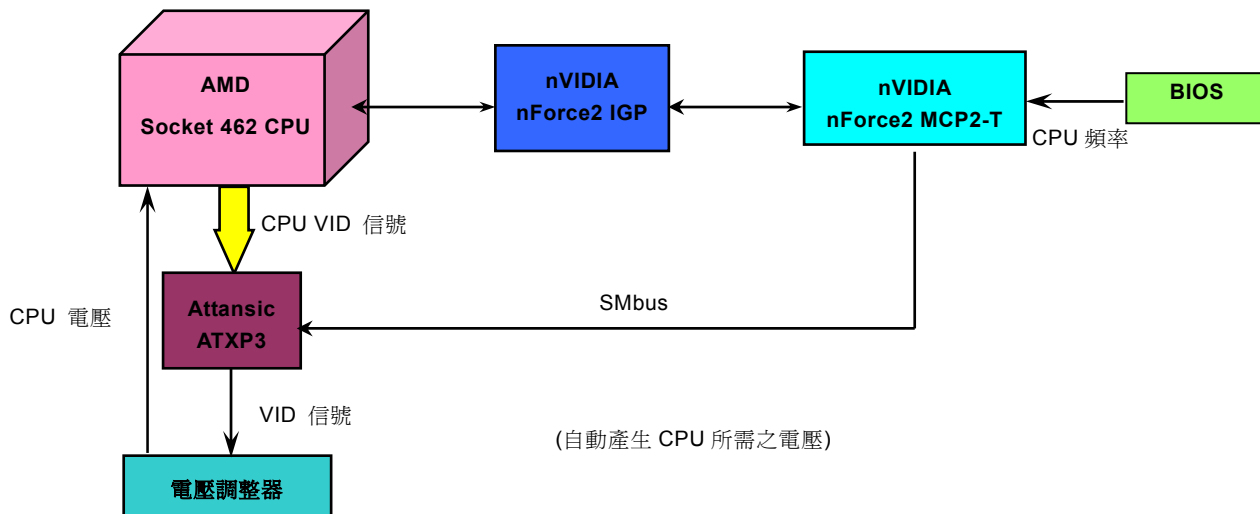 AMD
Socket 462 CPU
nVIDIA
nForce2 IGP
nVIDIA
nForce2 MCP2-T
BIOS
CPU 頻率
CPU VID 信號
Attansic
ATXP3
SMbus
CPU 電壓
VID 信號
(自動產生 CPU 所需之電壓)
電壓調整器